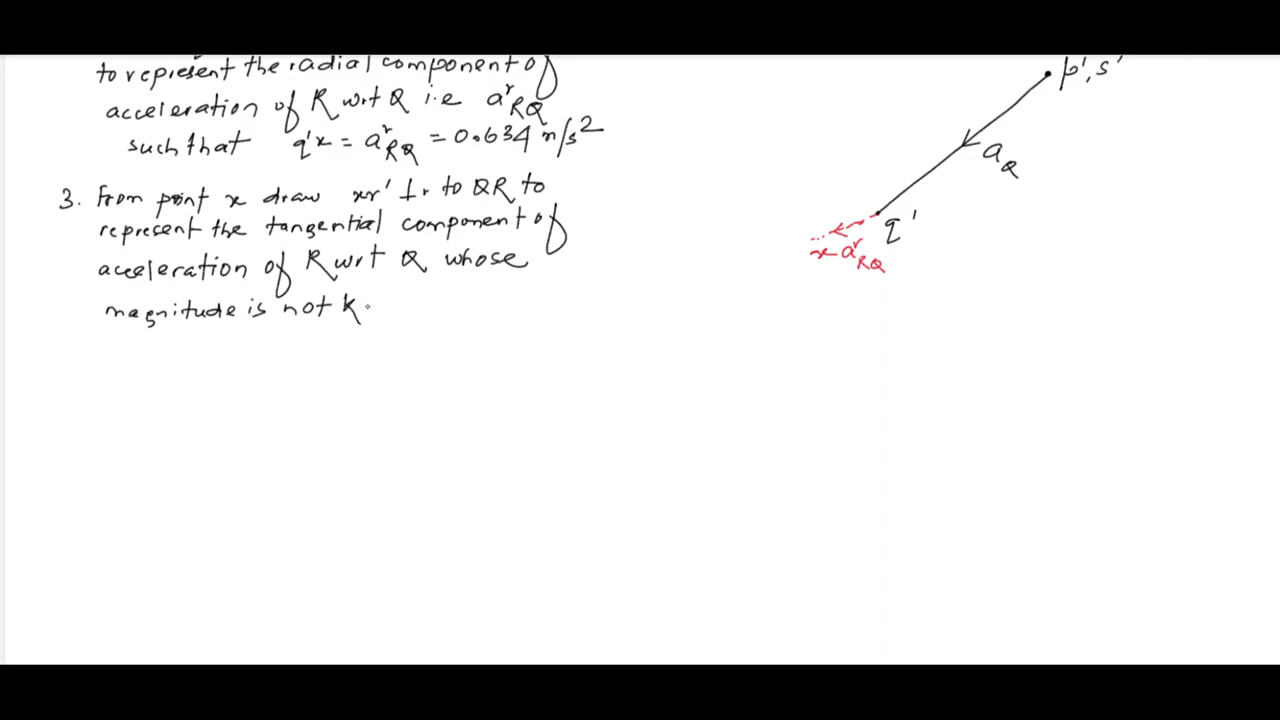 to represent the radial component of
acceleration of R wrt Q i.e a^r_RQ
such that q'x = a^r_RQ = 0.634 m/s²
3. From point x draw xr' ⊥r to QR to
represent the tangential component of
acceleration of R wrt Q whose
magnitude is not k
p', s'
a_Q
q'
x a^r_RQ